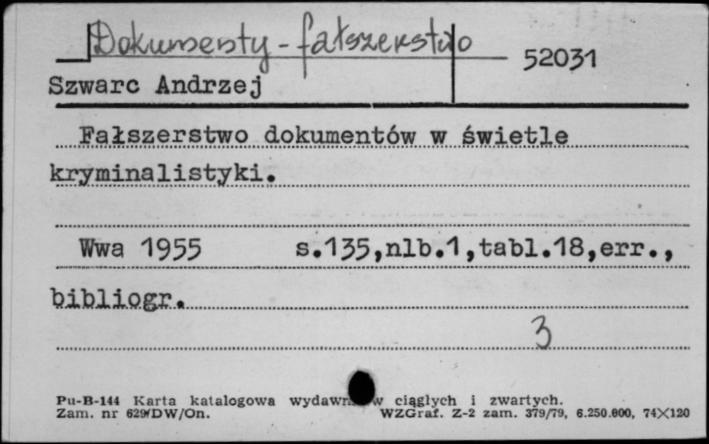 Dokumenty - fałszerstwo
52031
Szwarc Andrzej
Fałszerstwo dokumentów w świetle
kryminalistyki.
Wwa 1955 s.135,nlb.1,tabl.18,err.,
bibliogr.
3
Pu-B-144 Karta katalogowa wydawn w ciągłych i zwartych.
Zam. nr 629/DW/On. WZGraf. Z-2 zam. 379/79, 6.250.000, 74×120